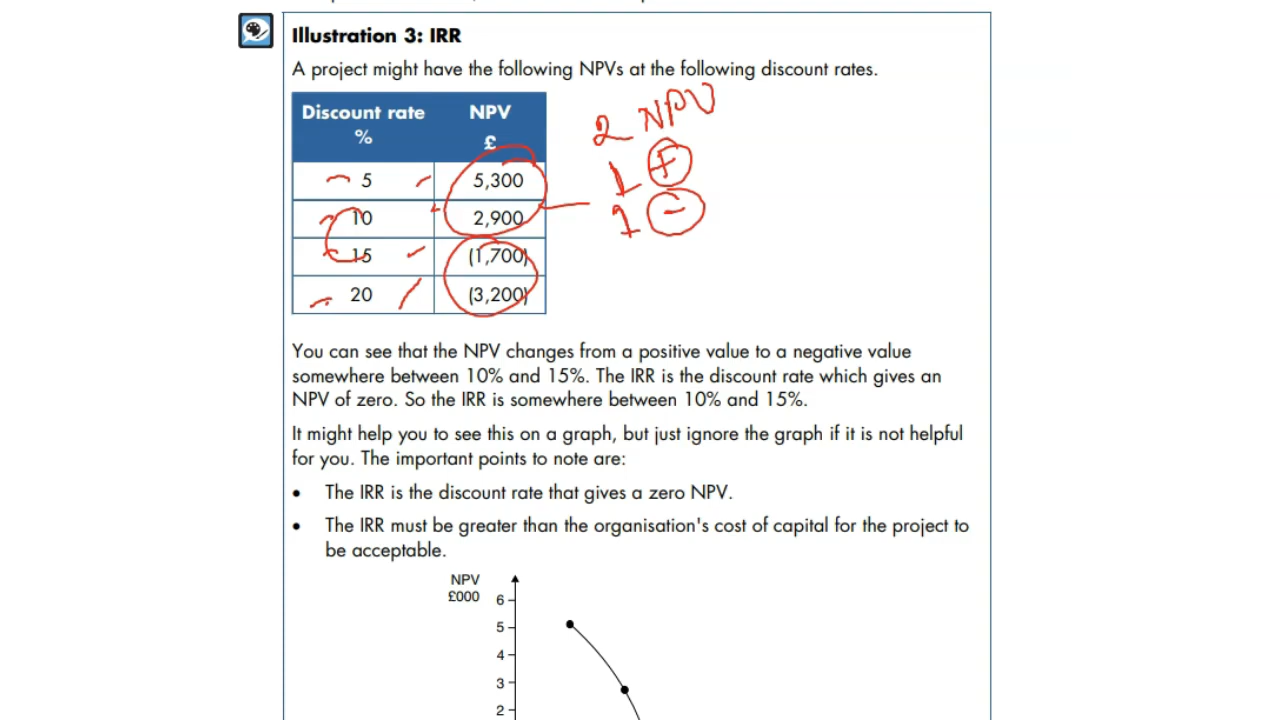 Illustration 3: IRR
A project might have the following NPVs at the following discount rates.
Discount rate NPV
% £
5 5,300
10 2,900
15 (1,700)
20 (3,200)
2 NPV
1 +
1 -
You can see that the NPV changes from a positive value to a negative value
somewhere between 10% and 15%. The IRR is the discount rate which gives an
NPV of zero. So the IRR is somewhere between 10% and 15%.
It might help you to see this on a graph, but just ignore the graph if it is not helpful
for you. The important points to note are:
• The IRR is the discount rate that gives a zero NPV.
• The IRR must be greater than the organisation's cost of capital for the project to
be acceptable.
NPV
£000
6
5
4
3
2